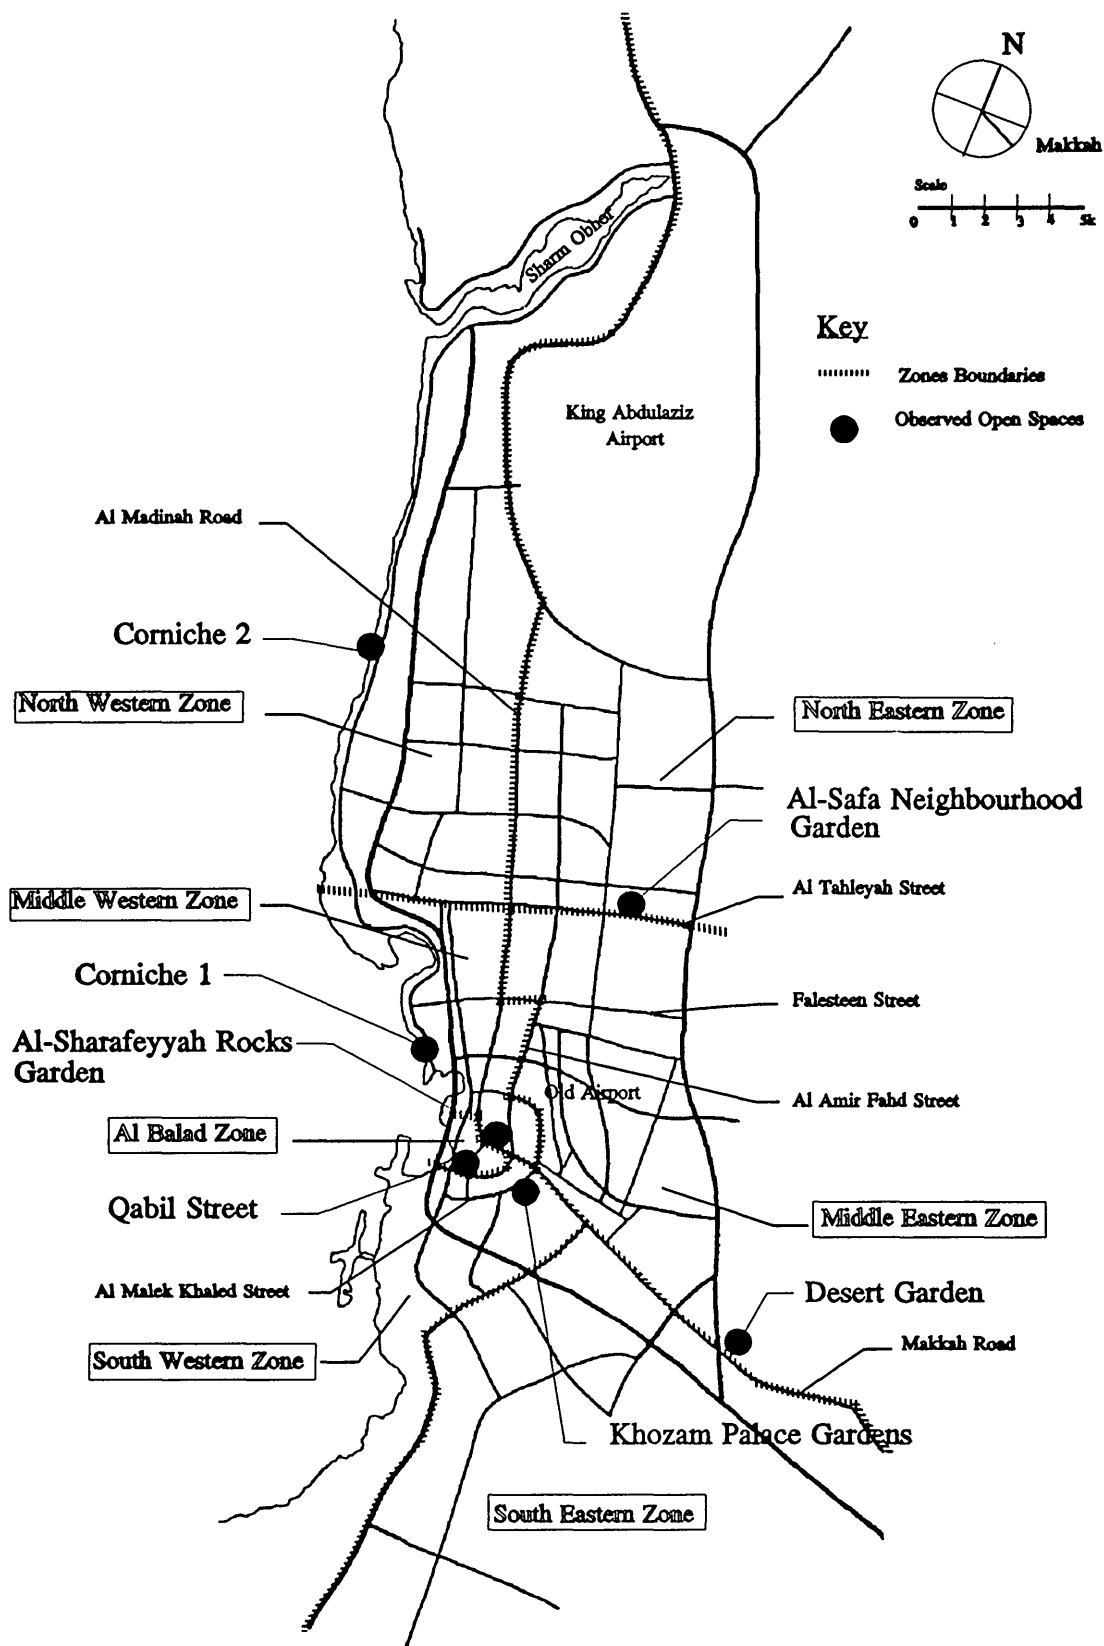 N
Makkah
Scale
0 1 2 3 4 5k
Sharm Obher
Key
Zones Boundaries
Observed Open Spaces
King Abdulaziz
Airport
Al Madinah Road
Corniche 2
North Western Zone
North Eastern Zone
Al-Safa Neighbourhood
Garden
Al Tahleyah Street
Middle Western Zone
Corniche 1
Falesteen Street
Al-Sharafeyyah Rocks
Garden
Old Airport
Al Amir Fahd Street
Al Balad Zone
Qabil Street
Middle Eastern Zone
Al Malek Khaled Street
Desert Garden
Makkah Road
South Western Zone
Khozam Palace Gardens
South Eastern Zone